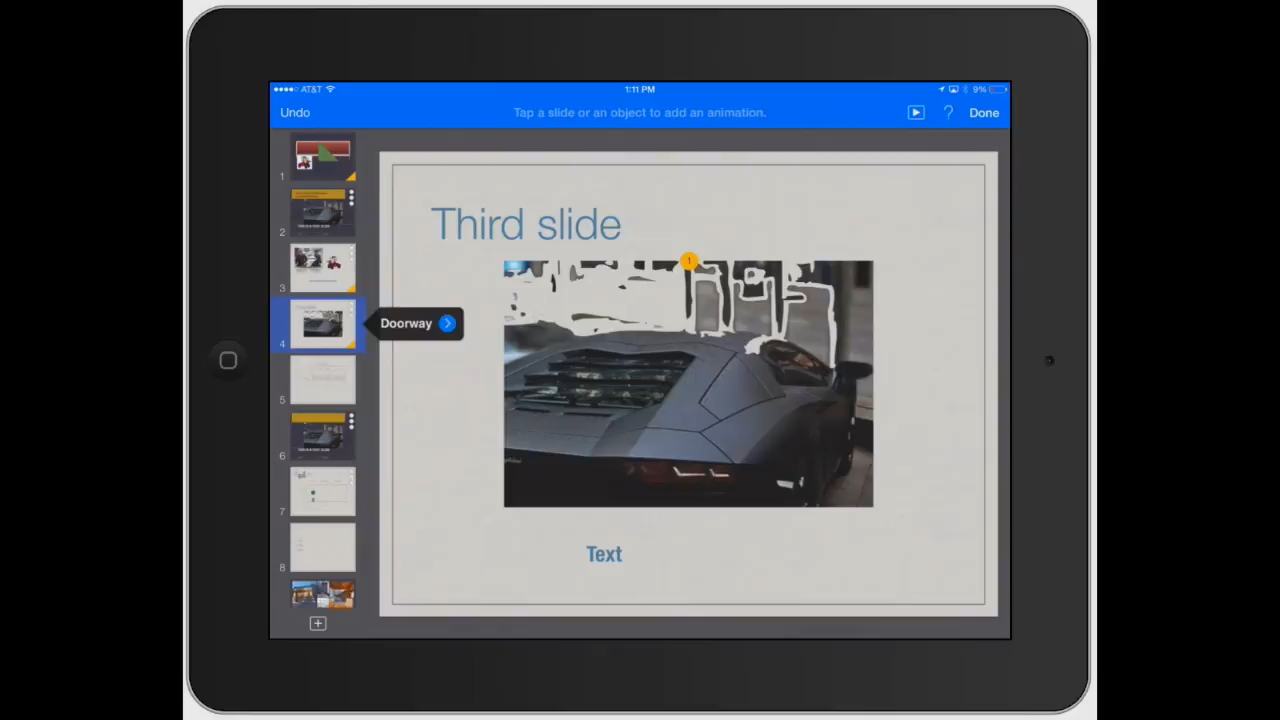 AT&T
1:11 PM
9%
Undo
Tap a slide or an object to add an animation.
?
Done
1
2
3
4
5
6
7
8
Doorway
Third slide
1
Text